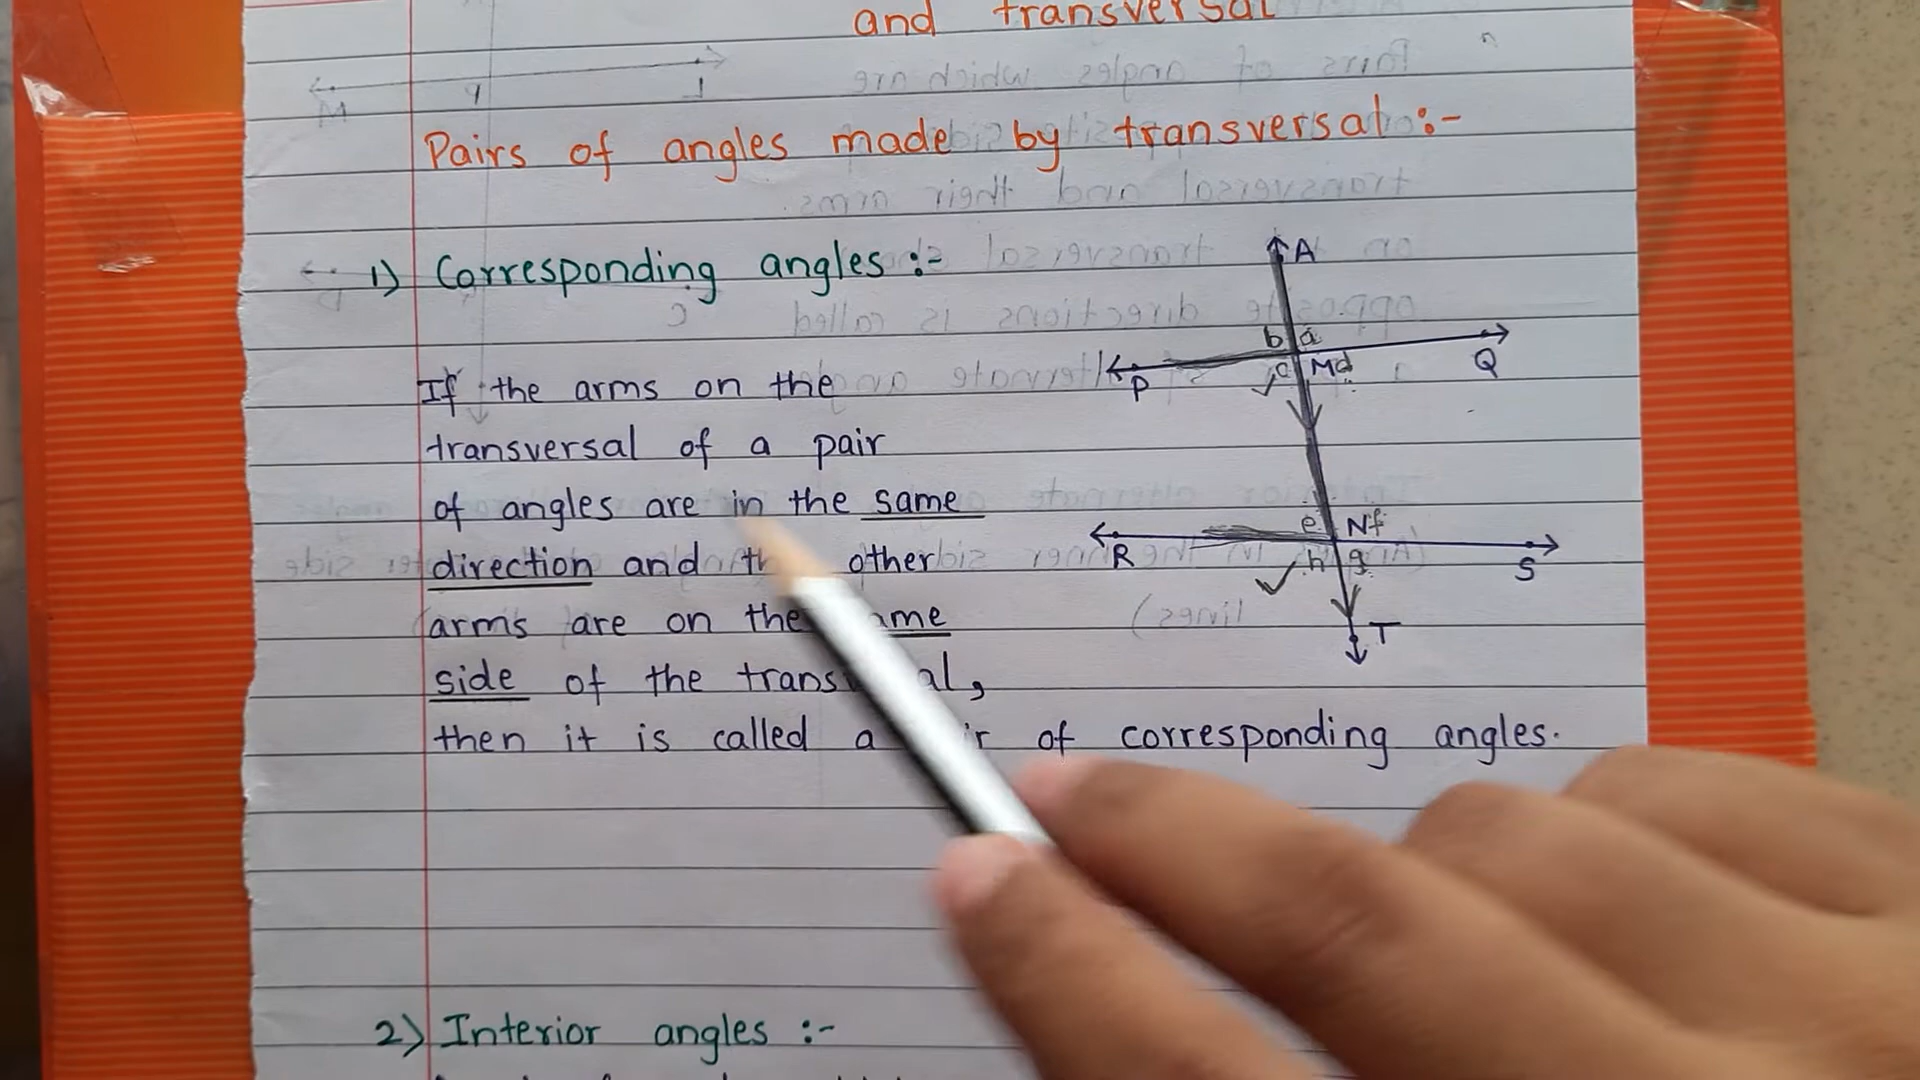 and transversal
Pairs of angles made by transversal :-
1) Corresponding angles :-
A
b a
Q
P
c M d
If the arms on the
transversal of a pair
of angles are in the same
e N f
direction and other
R
S
h g
arms are on the
T
side of the
then it is called a of corresponding angles.
2) Interior angles :-